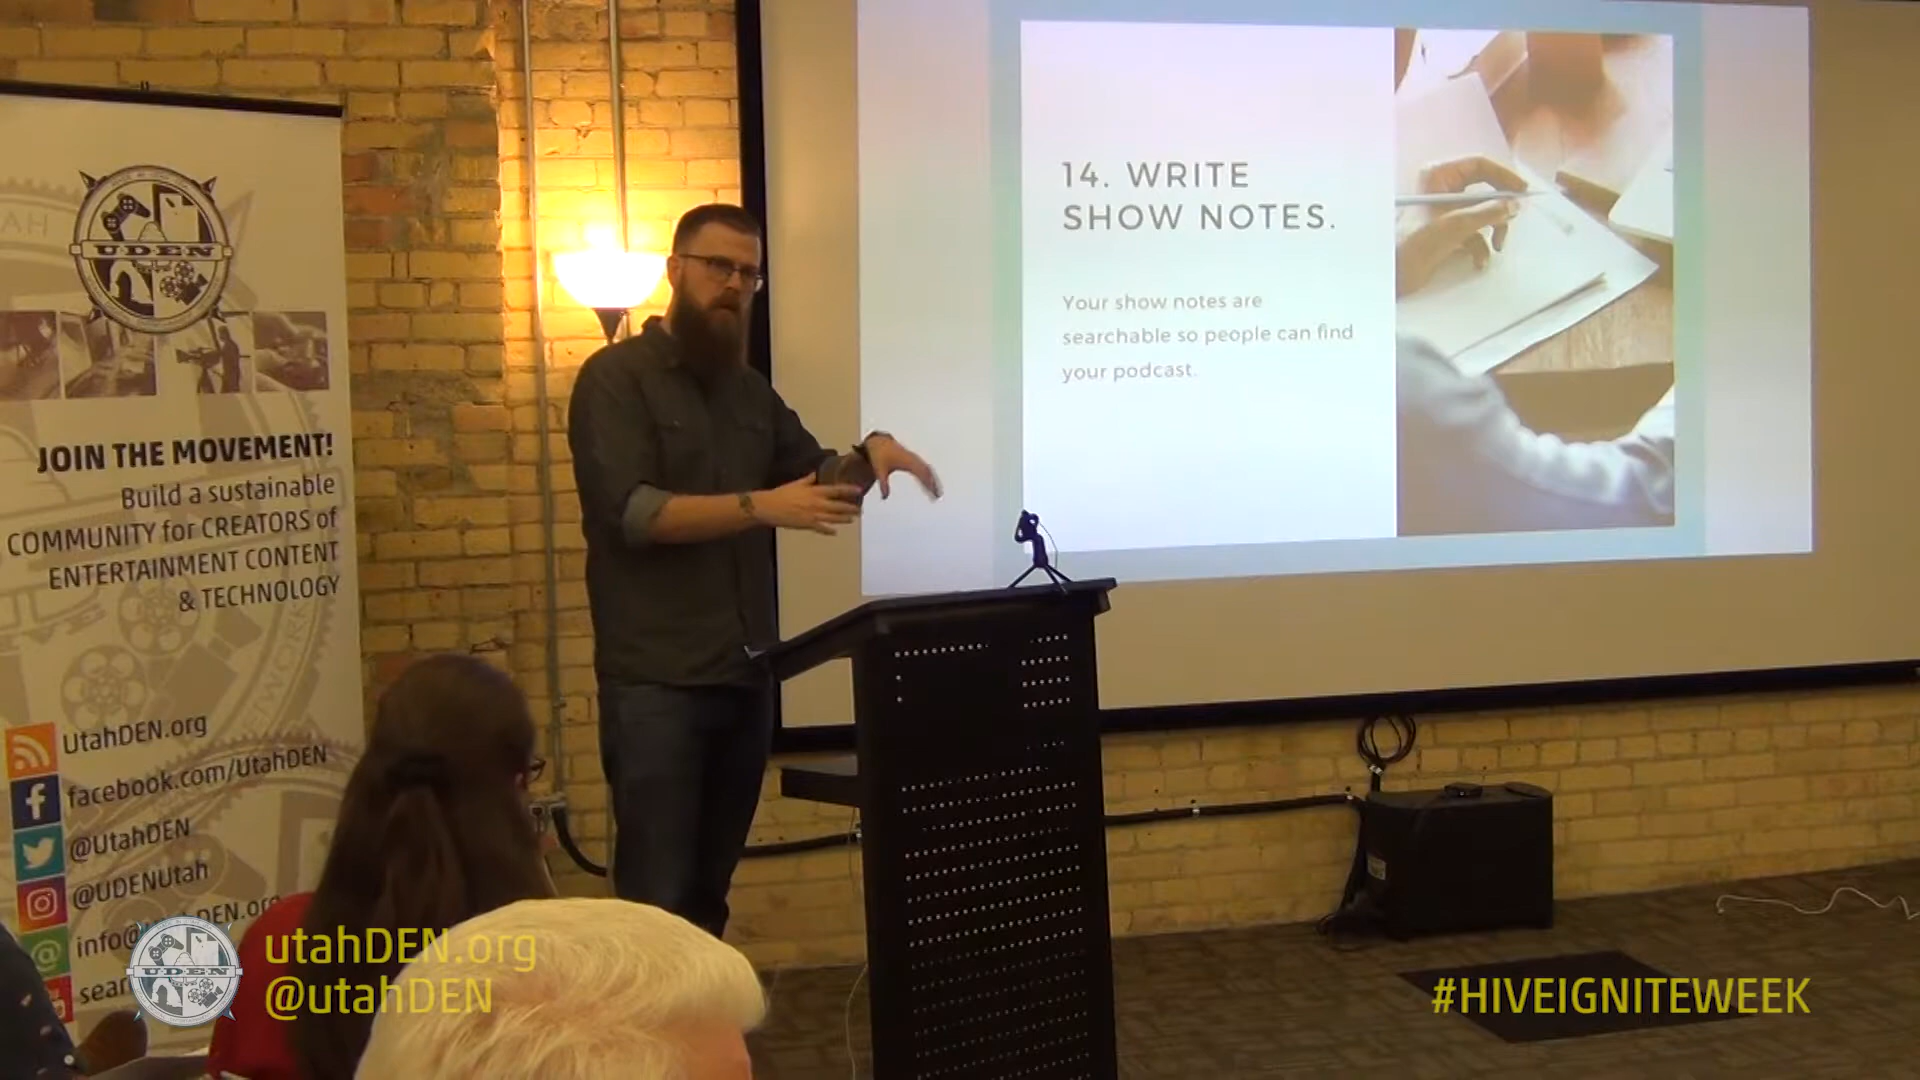 UTAH
UDEN
JOIN THE MOVEMENT!
Build a sustainable
COMMUNITY for CREATORS of
ENTERTAINMENT CONTENT
& TECHNOLOGY
UtahDEN.org
facebook.com/UtahDEN
@UtahDEN
@UDENUtah
14. WRITE
SHOW NOTES.
Your show notes are
searchable so people can find
your podcast.
UDEN
utahDEN.org
@utahDEN
#HIVEIGNITEWEEK